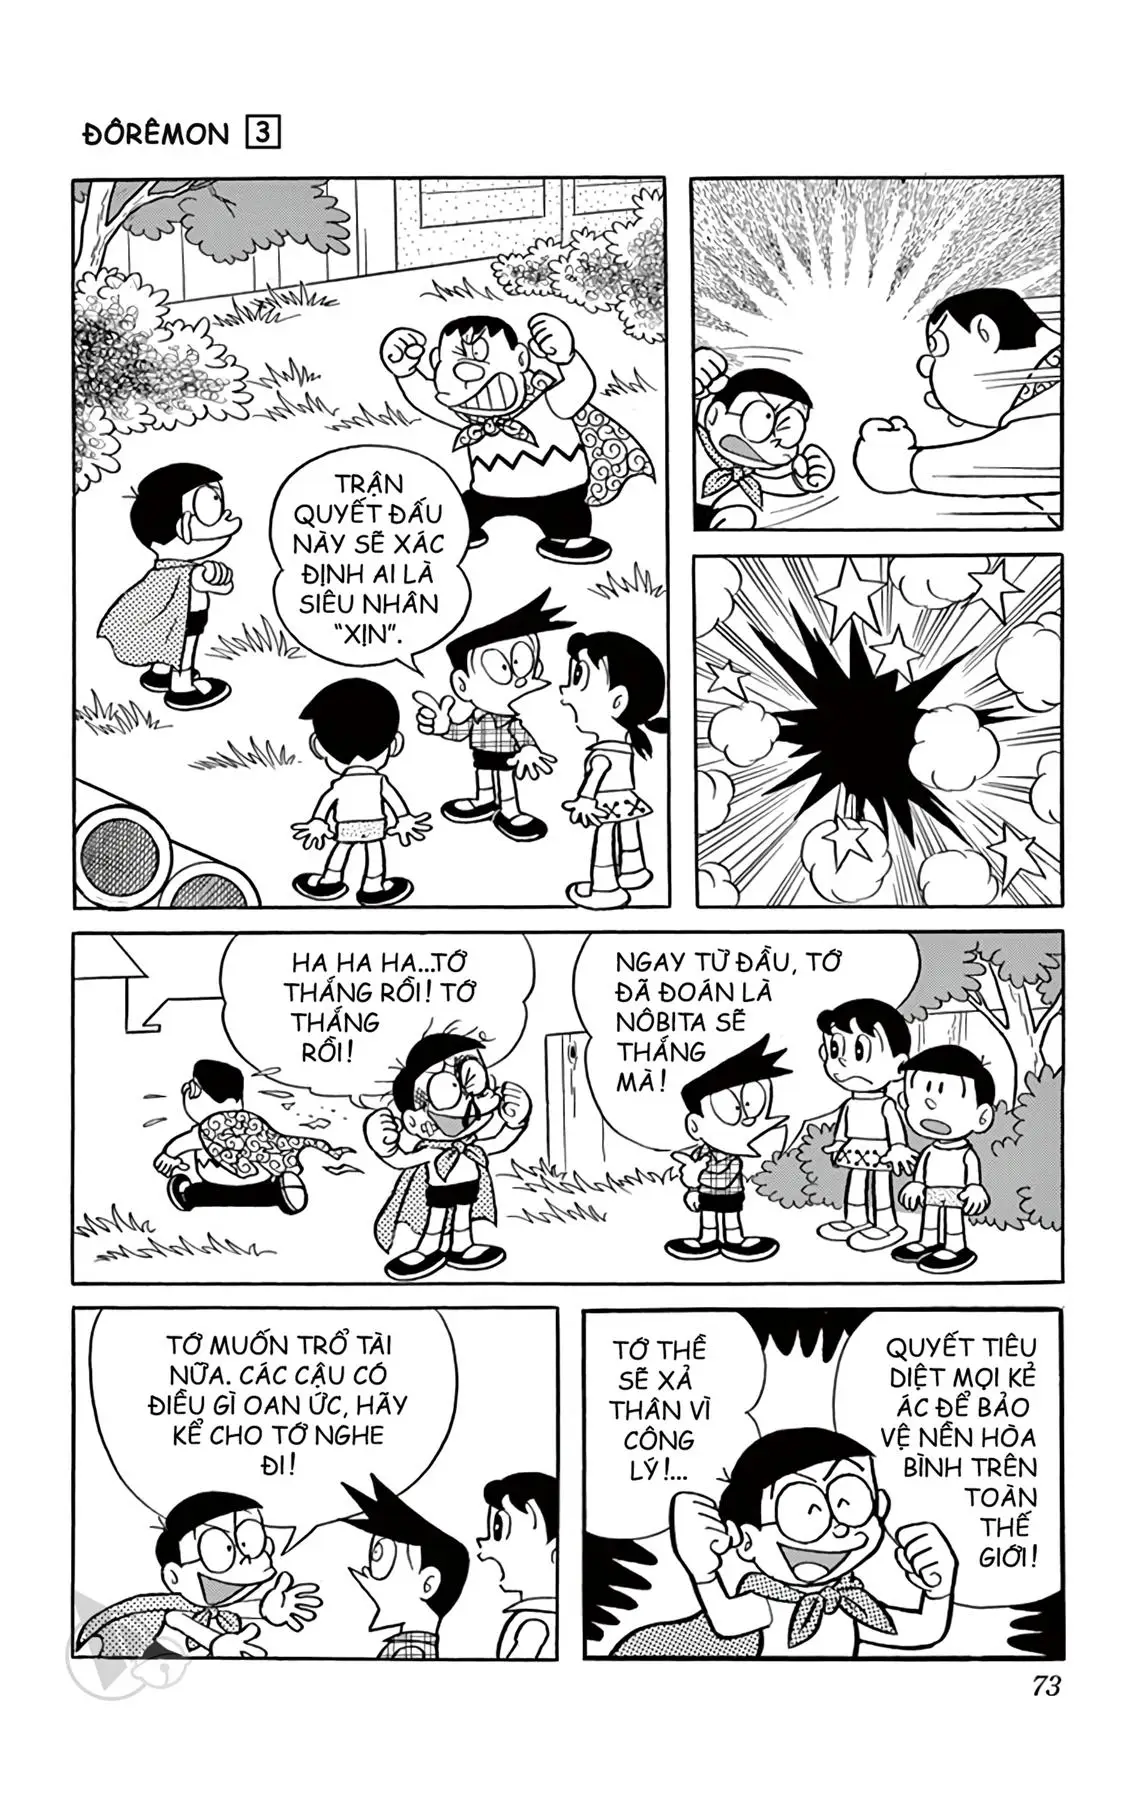 ĐÔRÊMON 3
TRẬN
QUYẾT ĐẤU
NÀY SẼ XÁC
ĐỊNH AI LÀ
SIÊU NHÂN
“XỊN”.
HA HA HA...TỚ
THẮNG RỒI! TỚ
THẮNG
RỒI!
NGAY TỪ ĐẦU, TỚ
ĐÃ ĐOÁN LÀ
NÔBITA SẼ
THẮNG
MÀ!
TỚ MUỐN TRỔ TÀI
NỮA. CÁC CẬU CÓ
ĐIỀU GÌ OAN ỨC, HÃY
KỂ CHO TỚ NGHE
ĐI!
TỚ THỀ
SẼ XẢ
THÂN VÌ
CÔNG
LÝ!...
QUYẾT TIÊU
DIỆT MỌI KẺ
ÁC ĐỂ BẢO
VỆ NỀN HÒA
BÌNH TRÊN
TOÀN
THẾ
GIỚI!
73